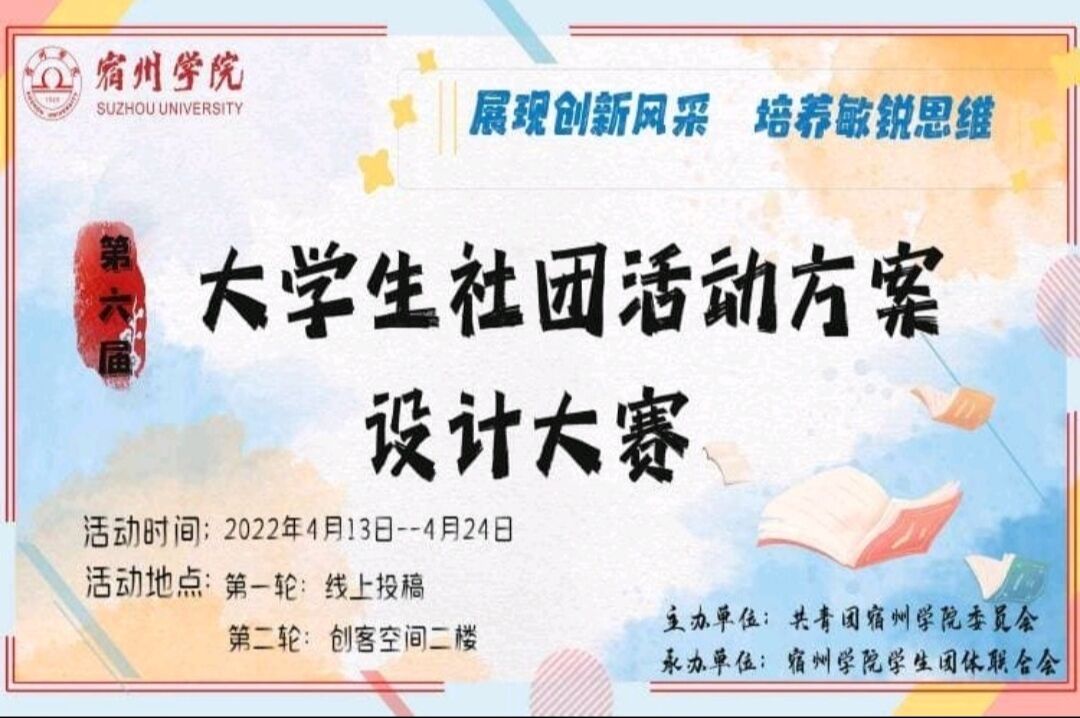 宿州学院
SUZHOU UNIVERSITY
展现创新风采 培养敏锐思维
第六届
大学生社团活动方案
设计大赛
活动时间：2022年4月13日--4月24日
活动地点：第一轮：线上投稿
第二轮：创客空间二楼
主办单位：共青团宿州学院委员会
承办单位：宿州学院学生团体联合会